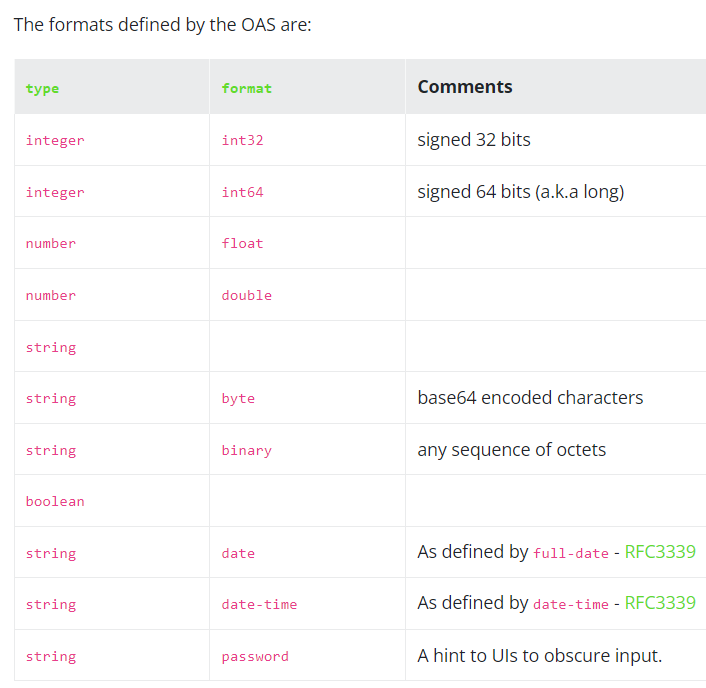 The formats defined by the OAS are:
type format Comments
integer int32 signed 32 bits
integer int64 signed 64 bits (a.k.a long)
number float
number double
string
string byte base64 encoded characters
string binary any sequence of octets
boolean
string date As defined by full-date - RFC3339
string date-time As defined by date-time - RFC3339
string password A hint to UIs to obscure input.